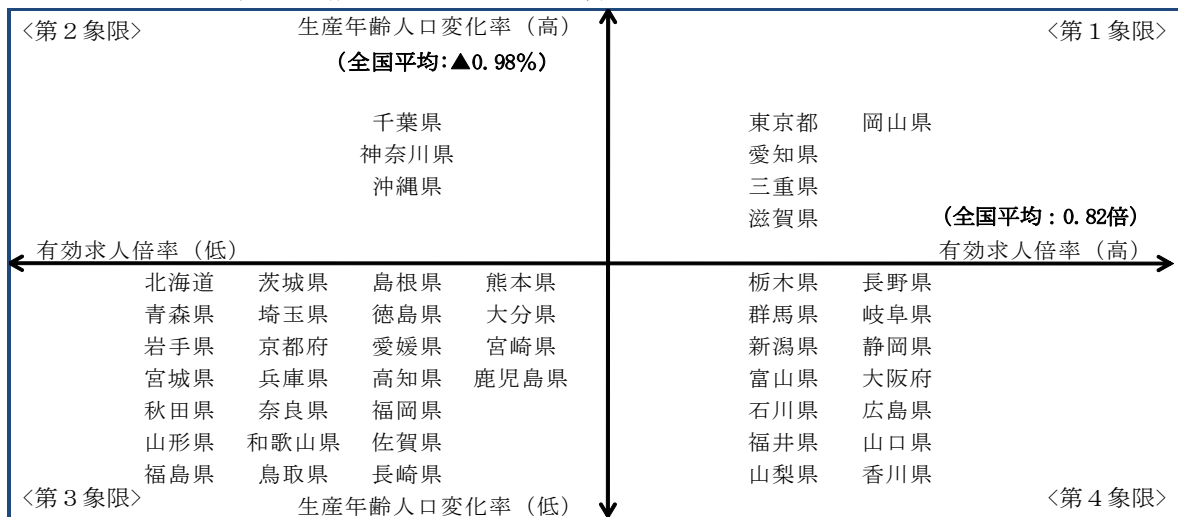 <第2象限> 生産年齢人口変化率(高) <第1象限>
(全国平均:▲0.98%)
千葉県 東京都 岡山県
神奈川県 愛知県
沖縄県 三重県
滋賀県 (全国平均:0.82倍)
有効求人倍率(低) 有効求人倍率(高)
北海道 茨城県 島根県 熊本県 栃木県 長野県
青森県 埼玉県 徳島県 大分県 群馬県 岐阜県
岩手県 京都府 愛媛県 宮崎県 新潟県 静岡県
宮城県 兵庫県 高知県 鹿児島県 富山県 大阪府
秋田県 奈良県 福岡県 石川県 広島県
山形県 和歌山県 佐賀県 福井県 山口県
福島県 鳥取県 長崎県 山梨県 香川県
<第3象限> 生産年齢人口変化率(低) <第4象限>